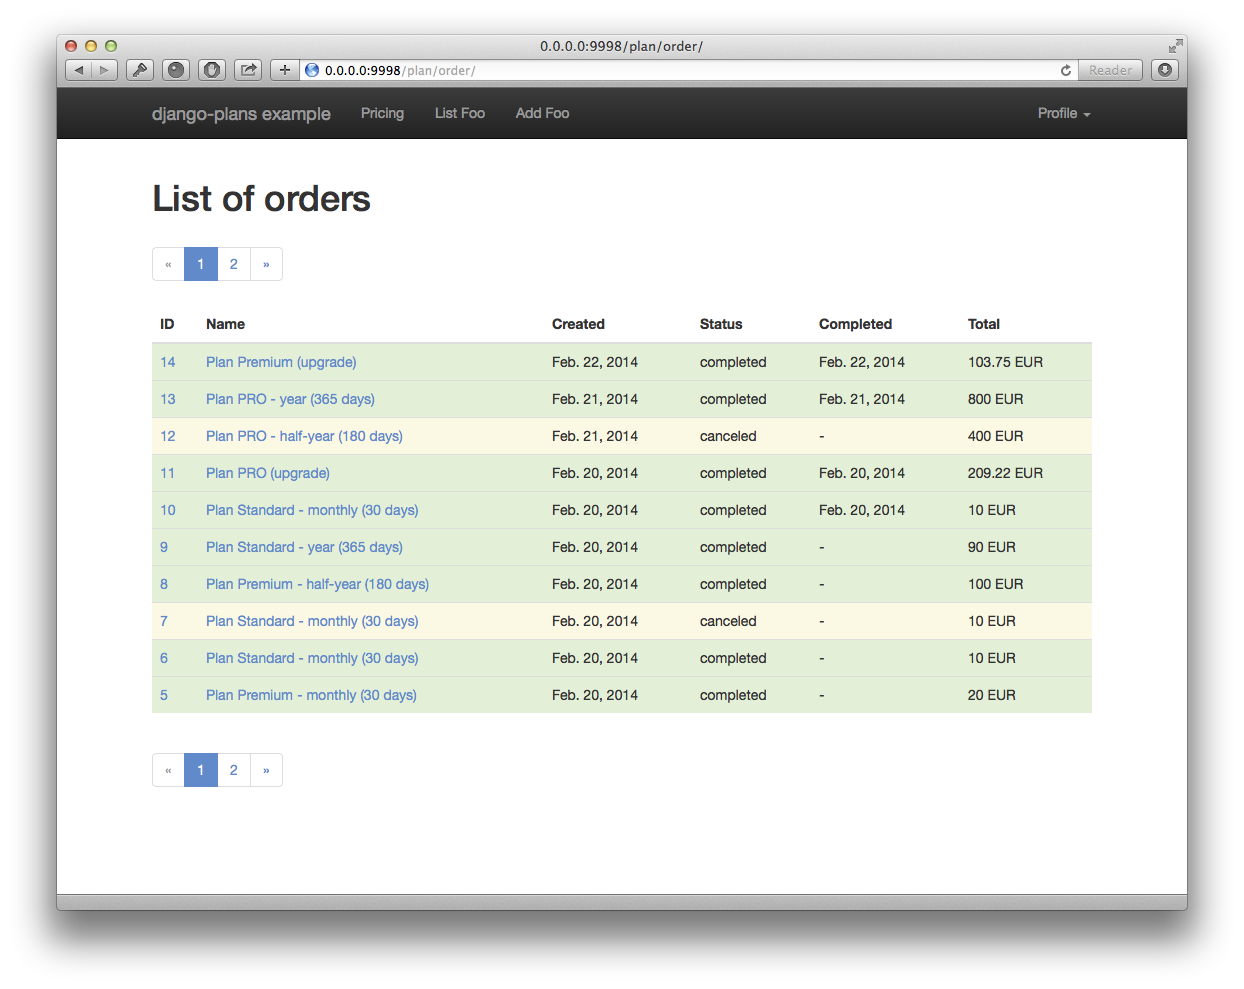 0.0.0.0:9998/plan/order/
0.0.0.0:9998/plan/order/ Reader
django-plans example Pricing List Foo Add Foo Profile
List of orders
« 1 2 »
ID Name Created Status Completed Total
14 Plan Premium (upgrade) Feb. 22, 2014 completed Feb. 22, 2014 103.75 EUR
13 Plan PRO - year (365 days) Feb. 21, 2014 completed Feb. 21, 2014 800 EUR
12 Plan PRO - half-year (180 days) Feb. 21, 2014 canceled - 400 EUR
11 Plan PRO (upgrade) Feb. 20, 2014 completed Feb. 20, 2014 209.22 EUR
10 Plan Standard - monthly (30 days) Feb. 20, 2014 completed Feb. 20, 2014 10 EUR
9 Plan Standard - year (365 days) Feb. 20, 2014 completed - 90 EUR
8 Plan Premium - half-year (180 days) Feb. 20, 2014 completed - 100 EUR
7 Plan Standard - monthly (30 days) Feb. 20, 2014 canceled - 10 EUR
6 Plan Standard - monthly (30 days) Feb. 20, 2014 completed - 10 EUR
5 Plan Premium - monthly (30 days) Feb. 20, 2014 completed - 20 EUR
« 1 2 »